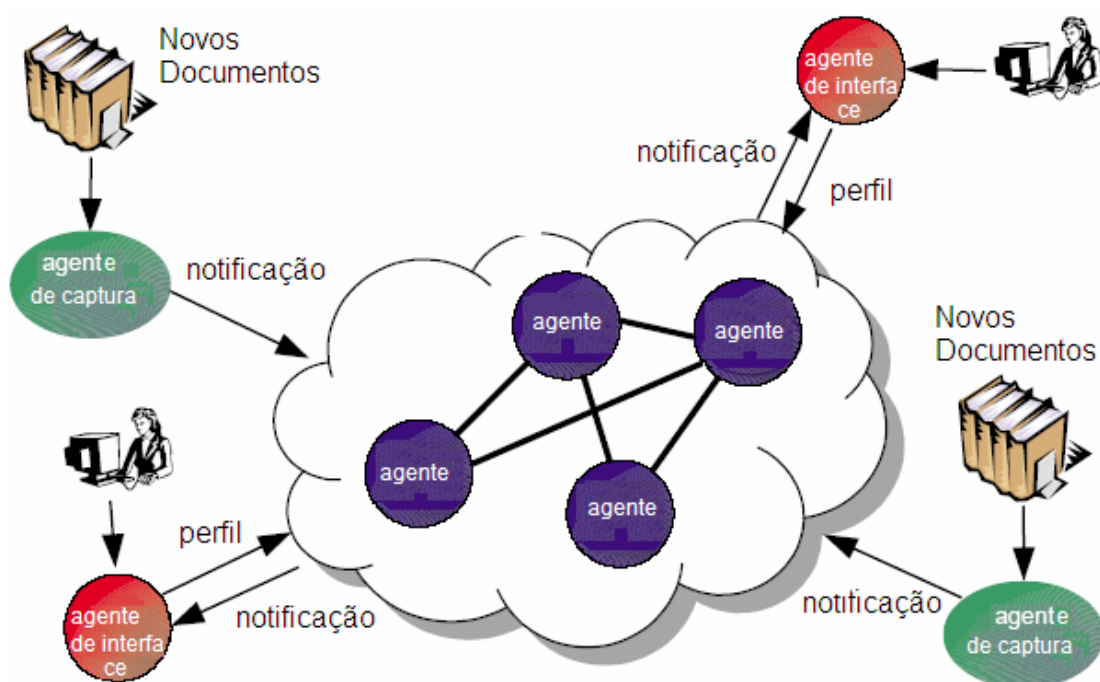 Novos
Documentos
agente
de interfa
ce
notificação
perfil
agente
de captura
notificação
agente
agente
Novos
Documentos
agente
agente
perfil
notificação
agente
de interfa
ce
notificação
agente
de captura